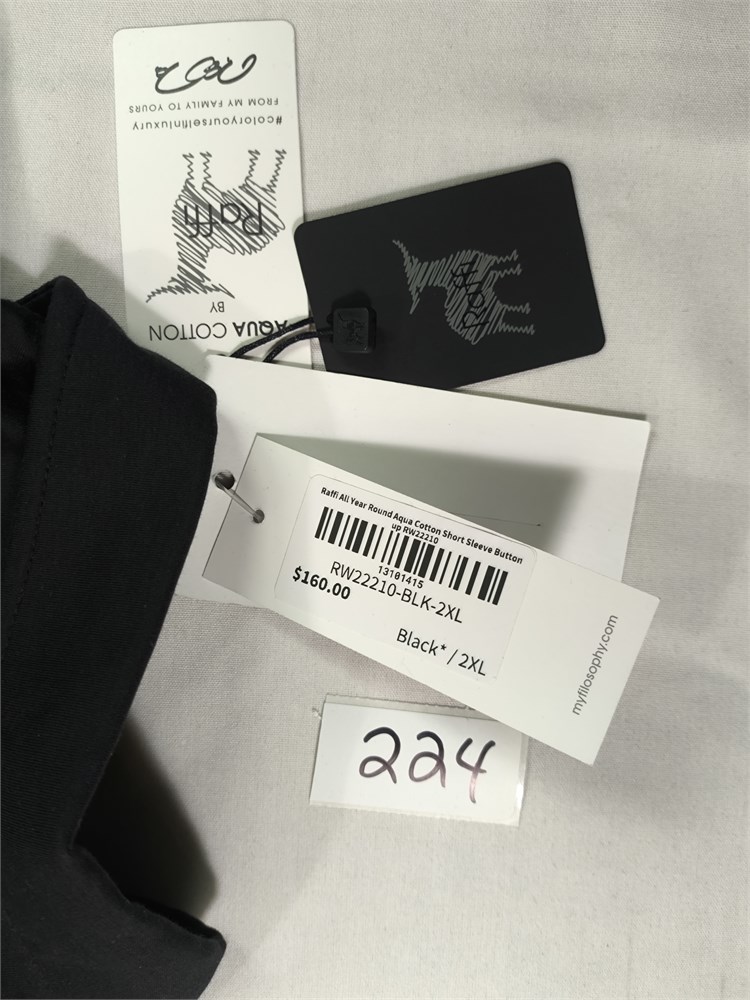 #coloryourselfinluxury
FROM MY FAMILY TO YOURS
Raffi
AQUA COTTON
BY
Raffi
Raffi All Year Round Aqua Cotton Short Sleeve Button
up RW22210
13101415
RW22210-BLK-2XL
$160.00
Black* / 2XL
myfilosophy.com
224